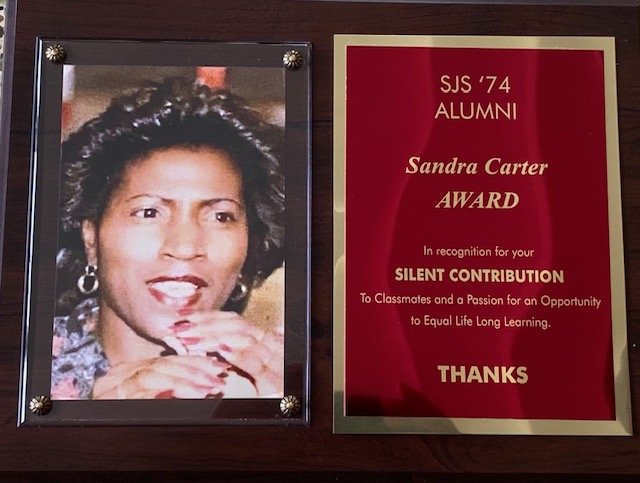 SJS '74
ALUMNI
Sandra Carter
AWARD
In recognition for your
SILENT CONTRIBUTION
To Classmates and a Passion for an Opportunity
to Equal Life Long Learning.
THANKS